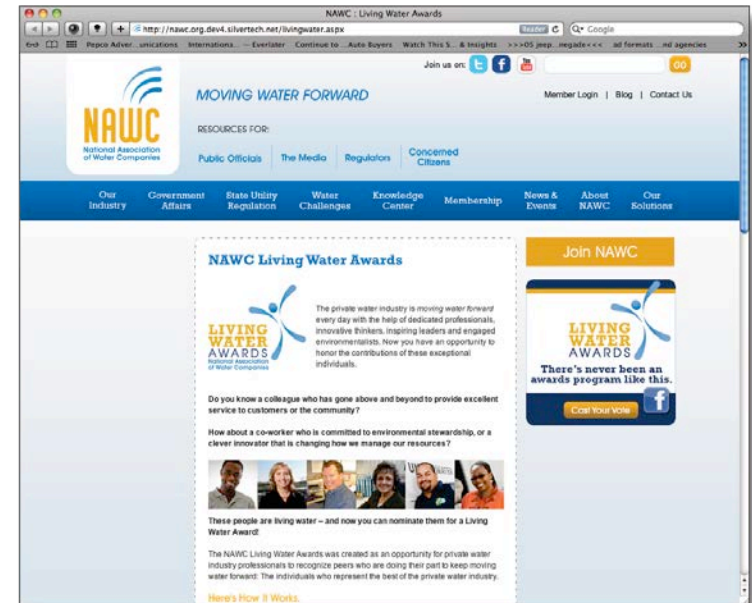 NAWC : Living Water Awards
http://nawc.org.dev4.silvertech.net/livingwater.aspx
Reader
Google
Pepco Adver...unications Internationa... — Everlater Continue to ...Auto Buyers Watch This S... & Insights >>>05 jeep...negade<<< ad formats ...nd agencies
Join us on:
You Tube
GO
NAWC
National Association
of Water Companies
MOVING WATER FORWARD
Member Login | Blog | Contact Us
RESOURCES FOR:
Public Officials
The Media
Regulators
Concerned
Citizens
Our
Industry
Government
Affairs
State Utility
Regulation
Water
Challenges
Knowledge
Center
Membership
News &
Events
About
NAWC
Our
Solutions
NAWC Living Water Awards
LIVING
WATER
AWARDS
National Association
of Water Companies
The private water industry is moving water forward
every day with the help of dedicated professionals,
innovative thinkers, inspiring leaders and engaged
environmentalists. Now you have an opportunity to
honor the contributions of these exceptional
individuals.
Do you know a colleague who has gone above and beyond to provide excellent
service to customers or the community?
How about a co-worker who is committed to environmental stewardship, or a
clever innovator that is changing how we manage our resources?
These people are living water – and now you can nominate them for a Living
Water Award!
The NAWC Living Water Awards was created as an opportunity for private water
industry professionals to recognize peers who are doing their part to keep moving
water forward: The individuals who represent the best of the private water industry.
Here's How It Works.
Join NAWC
LIVING
WATER
AWARDS
There's never been an
awards program like this.
Cast Your Vote